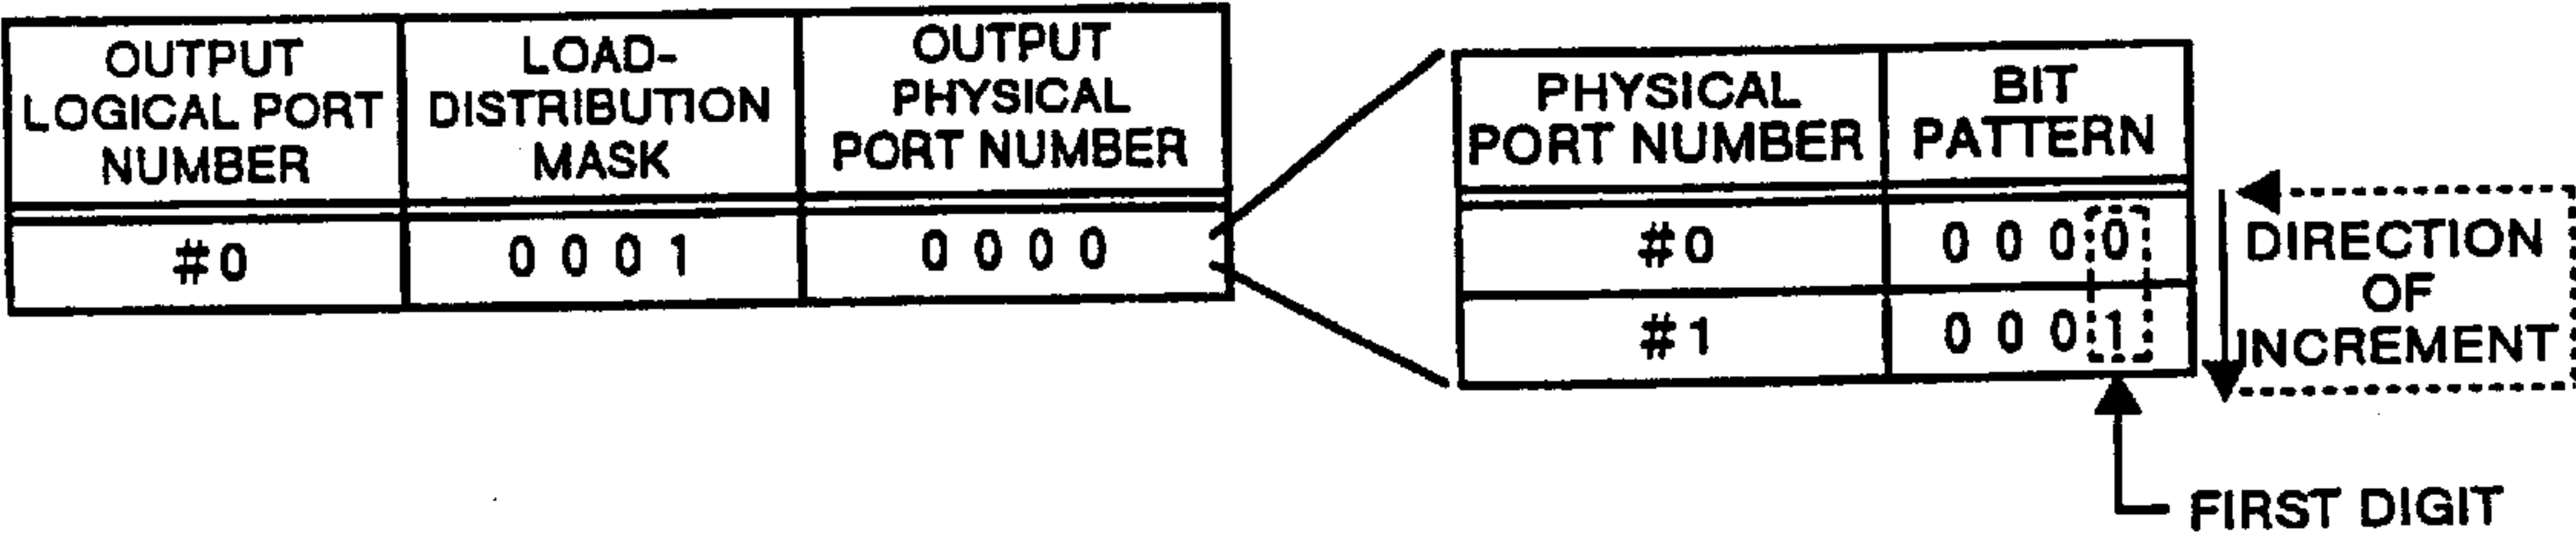 OUTPUT
LOGICAL PORT
NUMBER
LOAD-
DISTRIBUTION
MASK
OUTPUT
PHYSICAL
PORT NUMBER
#0
0 0 0 1
0 0 0 0
PHYSICAL
PORT NUMBER
BIT
PATTERN
#0
0 0 0 0
#1
0 0 0 1
DIRECTION
OF
INCREMENT
FIRST DIGIT